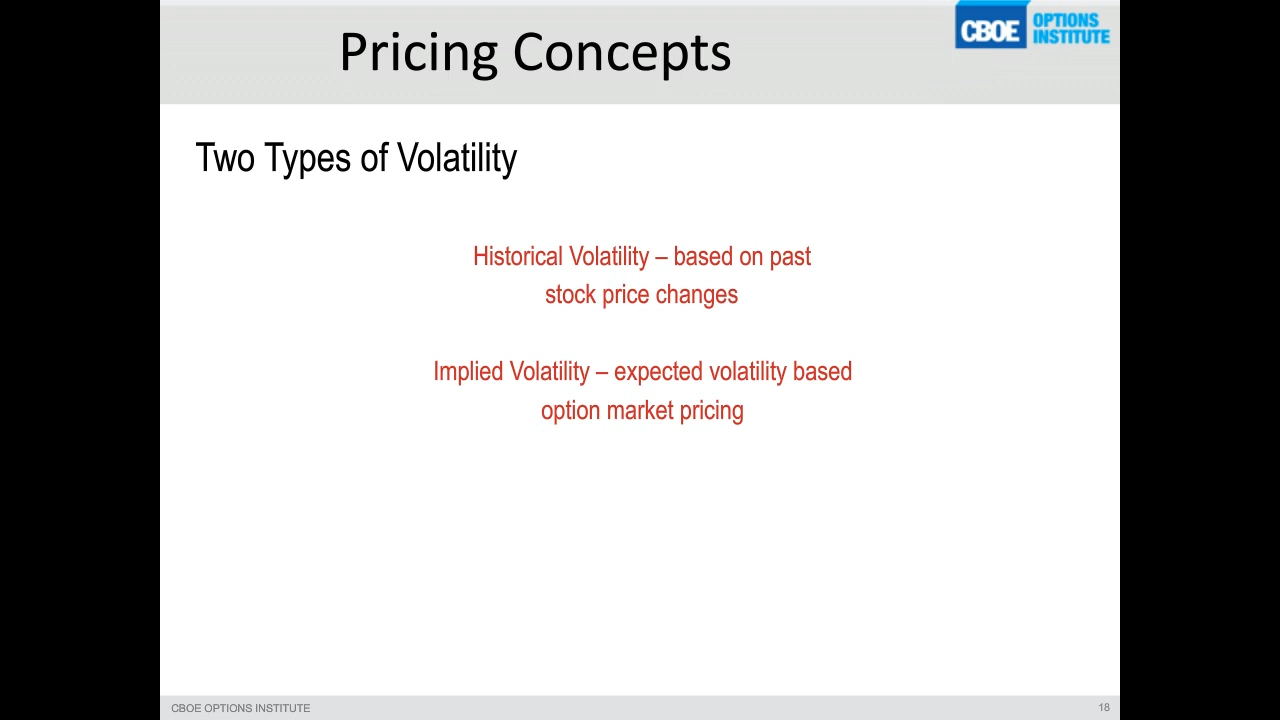 Pricing Concepts
CBOE OPTIONS
INSTITUTE
Two Types of Volatility
Historical Volatility – based on past
stock price changes
Implied Volatility – expected volatility based
option market pricing
CBOE OPTIONS INSTITUTE
18